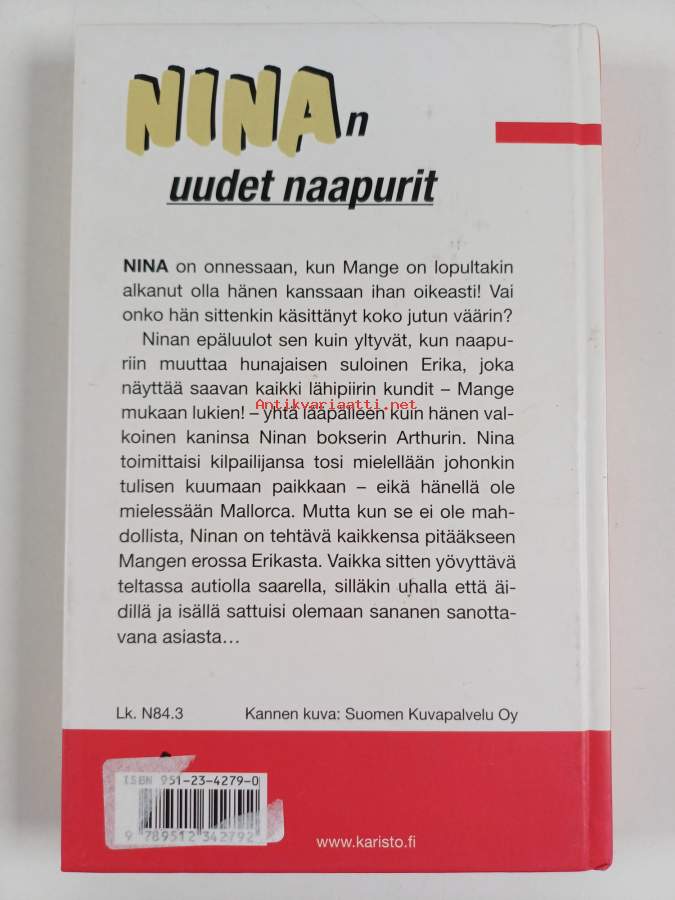 NINAn
uudet naapurit
NINA on onnessaan, kun Mange on lopultakin
alkanut olla hänen kanssaan ihan oikeasti! Vai
onko hän sittenkin käsittänyt koko jutun väärin?
Ninan epäluulot sen kuin yltyvät, kun naapu-
riin muuttaa hunajaisen suloinen Erika, joka
näyttää saavan kaikki lähipiirin kundit – Mange
Antikvariaatti.net
mukaan lukien! – yhtä lääpälleen kuin hänen val-
koinen kaninsa Ninan bokserin Arthurin. Nina
toimittaisi kilpailijansa tosi mielellään johonkin
tulisen kuumaan paikkaan – eikä hänellä ole
mielessään Mallorca. Mutta kun se ei ole mah-
dollista, Ninan on tehtävä kaikkensa pitääkseen
Mangen erossa Erikasta. Vaikka sitten yövyttävä
teltassa autiolla saarella, silläkin uhalla että äi-
dillä ja isällä sattuisi olemaan sananen sanotta-
vana asiasta...
Lk. N84.3 Kannen kuva: Suomen Kuvapalvelu Oy
ISBN 951-23-4279-0
9 789512 342792
www.karisto.fi